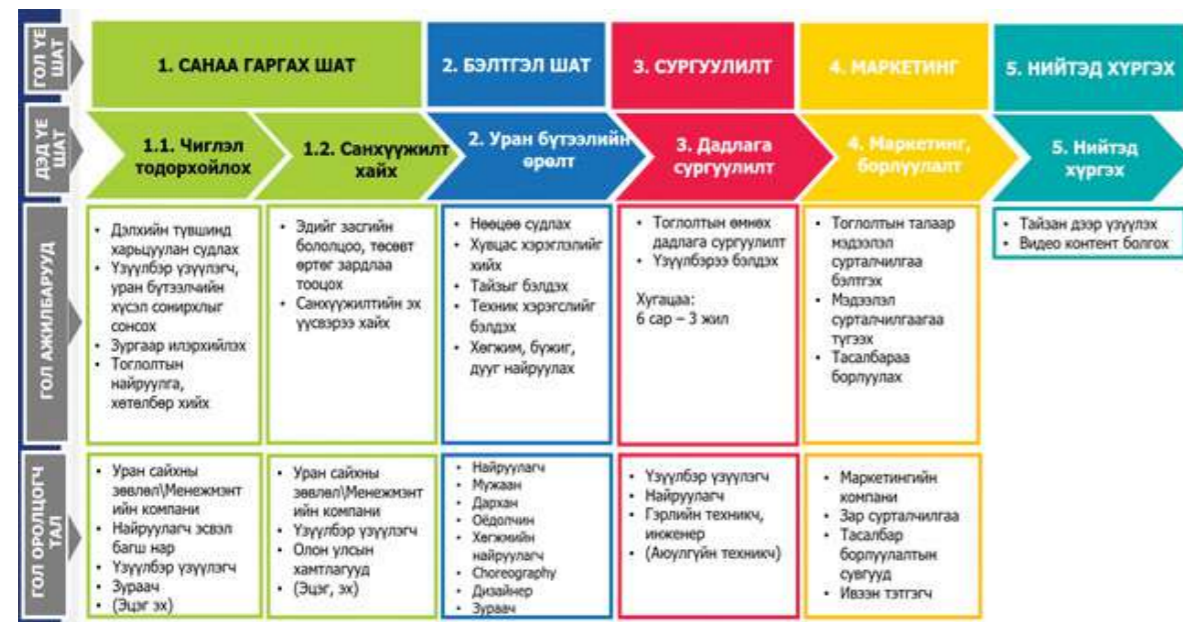 ГОЛ ҮЕ
ШАТ
1. САНАА ГАРГАХ ШАТ
2. БЭЛТГЭЛ ШАТ
3. СУРГУУЛИЛТ
4. МАРКЕТИНГ
5. НИЙТЭД ХҮРГЭХ
ДЭД ҮЕ
ШАТ
1.1. Чиглэл
тодорхойлох
1.2. Санхүүжилт
хайх
2. Уран бүтээлийн
өрөлт
3. Дадлага
сургуулилт
4. Маркетинг,
борлуулалт
5. Нийтэд
хүргэх
ГОЛ АЖИЛБАРУУД
• Дэлхийн түвшинд
харьцуулан судлах
• Үзүүлбэр үзүүлэгч,
уран бүтээлчийн
хүсэл сонирхлыг
сонсох
• Зургаар илэрхийлэх
• Тоглолтын
найруулга,
хөтөлбөр хийх
• Эдийг засгийн
бололцоо, төсөвт
өртөг зардлаа
тооцох
• Санхүүжилтийн эх
үүсвэрээ хайх
• Нөөцөө судлах
• Хувцас хэрэглэлийг
хийх
• Тайзыг бэлдэх
• Техник хэрэгслийг
бэлдэх
• Хөгжим, бүжиг,
дууг найруулах
• Тоглолтын өмнөх
дадлага сургуулилт
• Үзүүлбэрээ бэлдэх
Хугацаа:
6 сар – 3 жил
• Тоглолтын талаар
мэдээлэл
сурталчилгаа
бэлтгэх
• Мэдээлэл
сурталчилгаагаа
түгээх
• Тасалбараа
борлуулах
• Тайзан дээр үзүүлэх
• Видео контент болгох
ГОЛ ОРОЛЦОГЧ
ТАЛ
• Уран сайхны
зөвлөл\Менежмэнт
ийн компани
• Найруулагч эсвэл
багш нар
• Үзүүлбэр үзүүлэгч
• Зураач
• (Эцэг эх)
• Уран сайхны
зөвлөл\Менежмэнт
ийн компани
• Үзүүлбэр үзүүлэгч
• Олон улсын
хамтлагууд
• (Эцэг, эх)
• Найруулагч
• Мужаан
• Дархан
• Оёдолчин
• Хөгжмийн
найруулагч
• Choreography
• Дизайнер
• Зураач
• Үзүүлбэр үзүүлэгч
• Найруулагч
• Гэрлийн техникч,
инженер
• (Аюулгүйн техникч)
• Маркетингийн
компани
• Зар сурталчилгаа
• Тасалбар
борлуулалтын
сувгууд
• Ивээн тэтгэгч